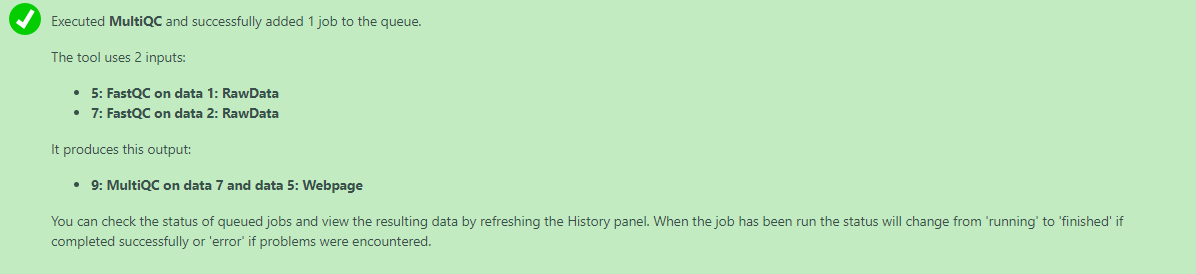 Executed MultiQC and successfully added 1 job to the queue.
The tool uses 2 inputs:
• 5: FastQC on data 1: RawData
• 7: FastQC on data 2: RawData
It produces this output:
• 9: MultiQC on data 7 and data 5: Webpage
You can check the status of queued jobs and view the resulting data by refreshing the History panel. When the job has been run the status will change from 'running' to 'finished' if
completed successfully or 'error' if problems were encountered.